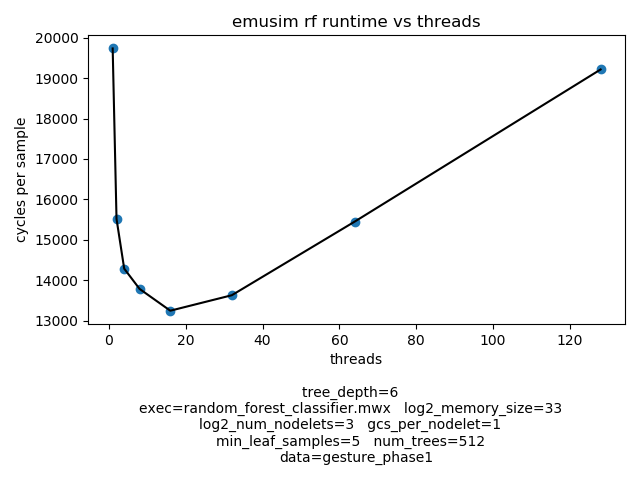 emusim rf runtime vs threads
20000
19000
18000
17000
16000
15000
14000
13000
cycles per sample
0 20 40 60 80 100 120
threads
tree_depth=6
exec=random_forest_classifier.mwx log2_memory_size=33
log2_num_nodelets=3 gcs_per_nodelet=1
min_leaf_samples=5 num_trees=512
data=gesture_phase1